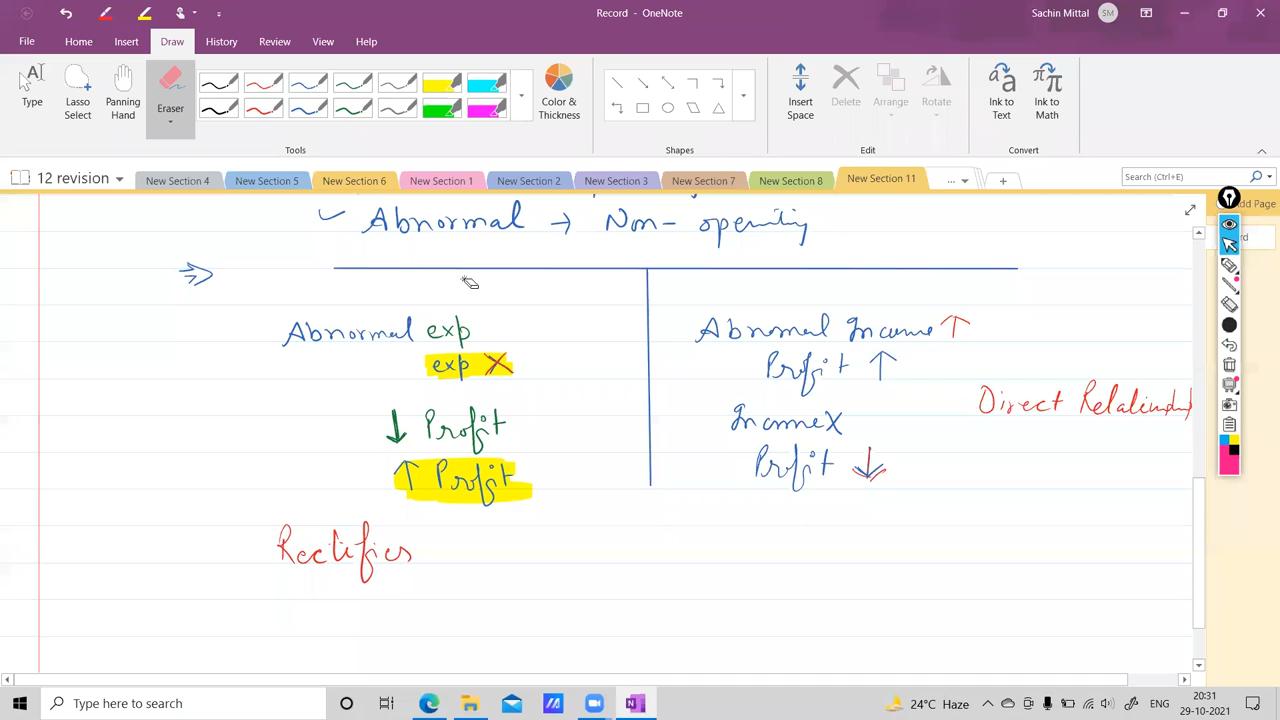 Record - OneNote
Sachin Mittal SM
File Home Insert Draw History Review View Help
Type
Lasso Select
Panning Hand
Eraser
Color & Thickness
Insert Space
Delete
Arrange
Rotate
Ink to Text
Ink to Math
Tools
Shapes
Edit
Convert
12 revision
New Section 4 New Section 5 New Section 6 New Section 1 New Section 2 New Section 3 New Section 7 New Section 8 New Section 11 ...
Search (Ctrl+E)
Add Page
✓ Abnormal → Non-
Abnormal exp
exp X
↓ Profit
↑ Profit
Abnomal Income ↑
Profit ↑
Income X
Profit ↓
Direct
Rectifies
Type here to search
24°C Haze
ENG
20:31
29-10-2021